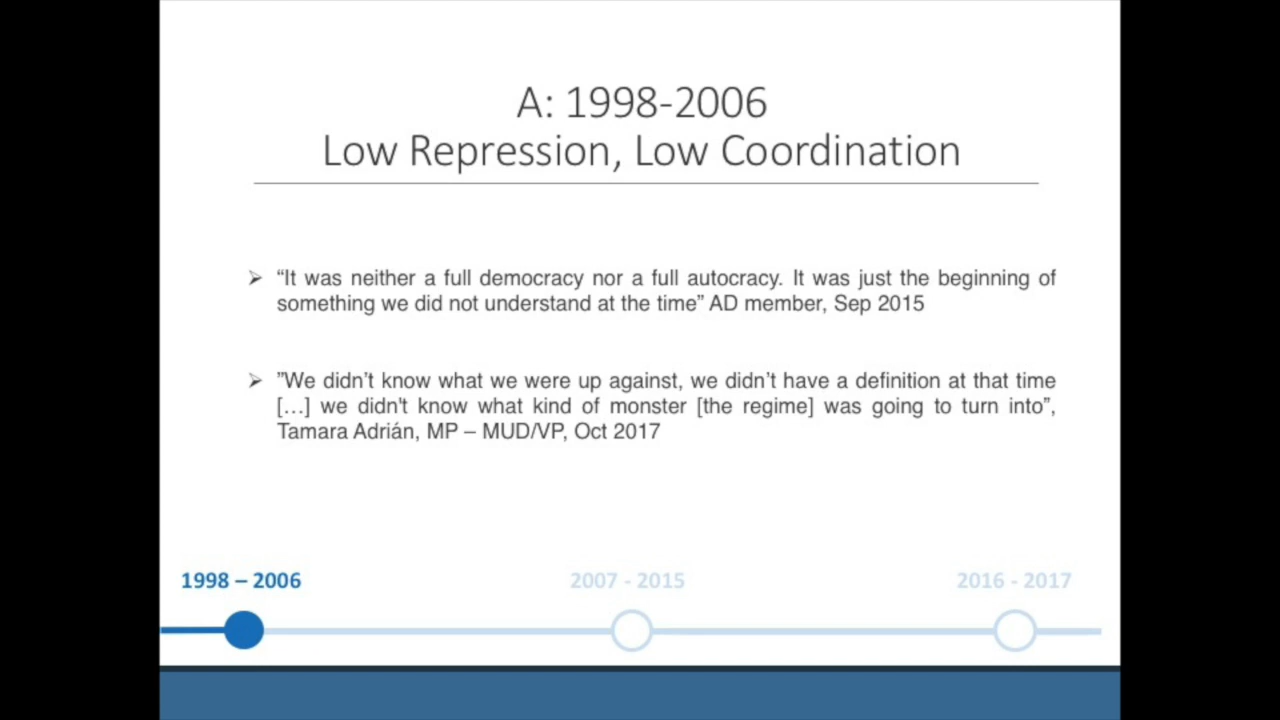 A: 1998-2006
Low Repression, Low Coordination
➢ “It was neither a full democracy nor a full autocracy. It was just the beginning of
something we did not understand at the time” AD member, Sep 2015
➢ ”We didn’t know what we were up against, we didn’t have a definition at that time
[…] we didn't know what kind of monster [the regime] was going to turn into”,
Tamara Adrián, MP – MUD/VP, Oct 2017
1998 – 2006
2007 - 2015
2016 - 2017